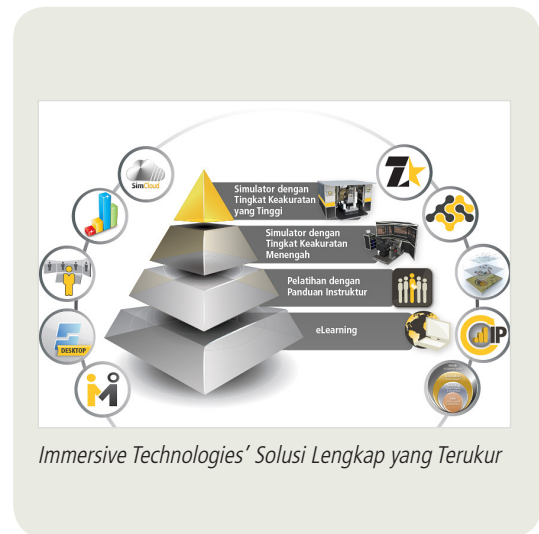 SimCloud
Simulator dengan
Tingkat Keakuratan
yang Tinggi
Simulator dengan
Tingkat Keakuratan
Menengah
Pelatihan dengan
Panduan Instruktur
eLearning
DESKTOP
IP
Immersive Technologies’ Solusi Lengkap yang Terukur